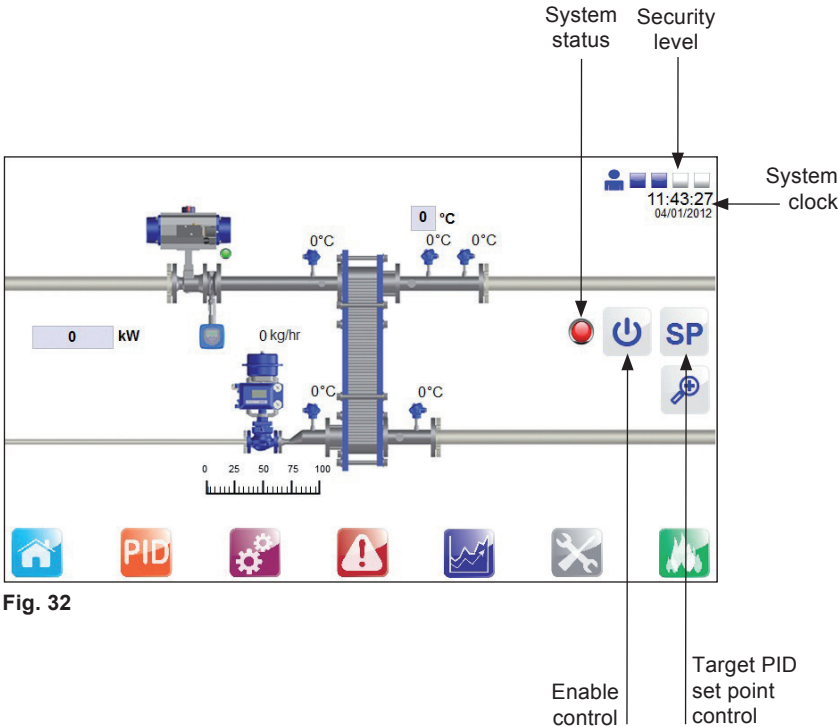 System
status
Security
level
System
clock
11:43:27
04/01/2012
0 °C
0°C
0°C
0°C
0 kW
0 kg/hr
SP
0°C
0°C
0 25 50 75 100
PID
Fig. 32
Enable
control
Target PID
set point
control